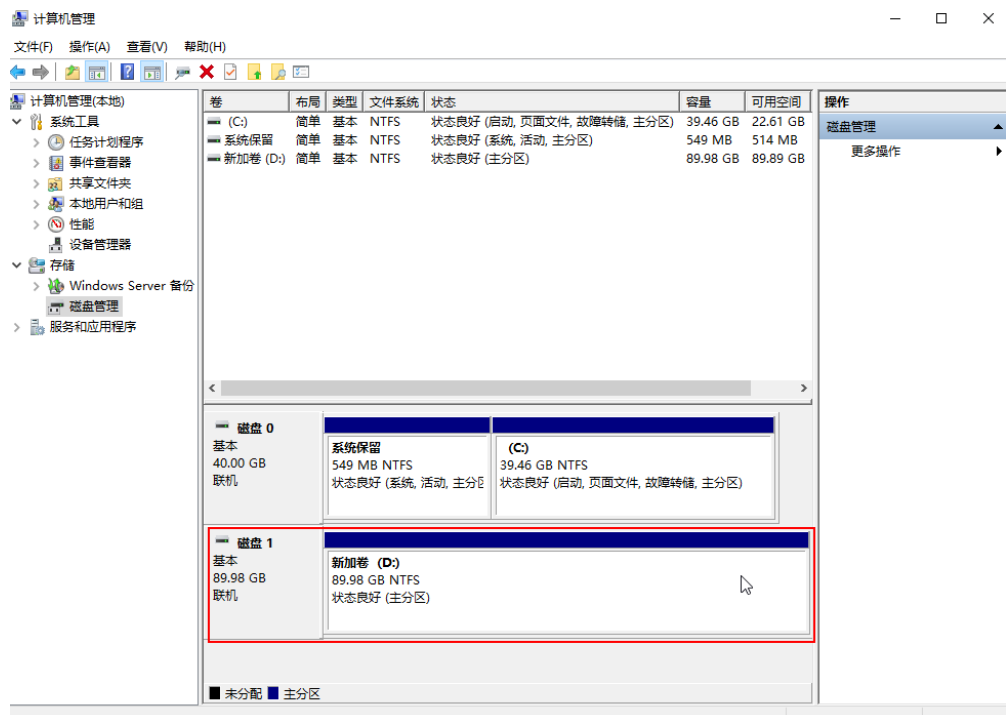 计算机管理
文件(F) 操作(A) 查看(V) 帮助(H)
计算机管理(本地)
系统工具
任务计划程序
事件查看器
共享文件夹
本地用户和组
性能
设备管理器
存储
Windows Server 备份
磁盘管理
服务和应用程序
卷 布局 类型 文件系统 状态 容量 可用空间
(C:) 简单 基本 NTFS 状态良好 (启动, 页面文件, 故障转储, 主分区) 39.46 GB 22.61 GB
系统保留 简单 基本 NTFS 状态良好 (系统, 活动, 主分区) 549 MB 514 MB
新加卷 (D:) 简单 基本 NTFS 状态良好 (主分区) 89.98 GB 89.89 GB
操作
磁盘管理
更多操作
磁盘 0
基本
40.00 GB
联机
系统保留
549 MB NTFS
状态良好 (系统, 活动, 主分区
(C:)
39.46 GB NTFS
状态良好 (启动, 页面文件, 故障转储, 主分区)
磁盘 1
基本
89.98 GB
联机
新加卷 (D:)
89.98 GB NTFS
状态良好 (主分区)
未分配 主分区